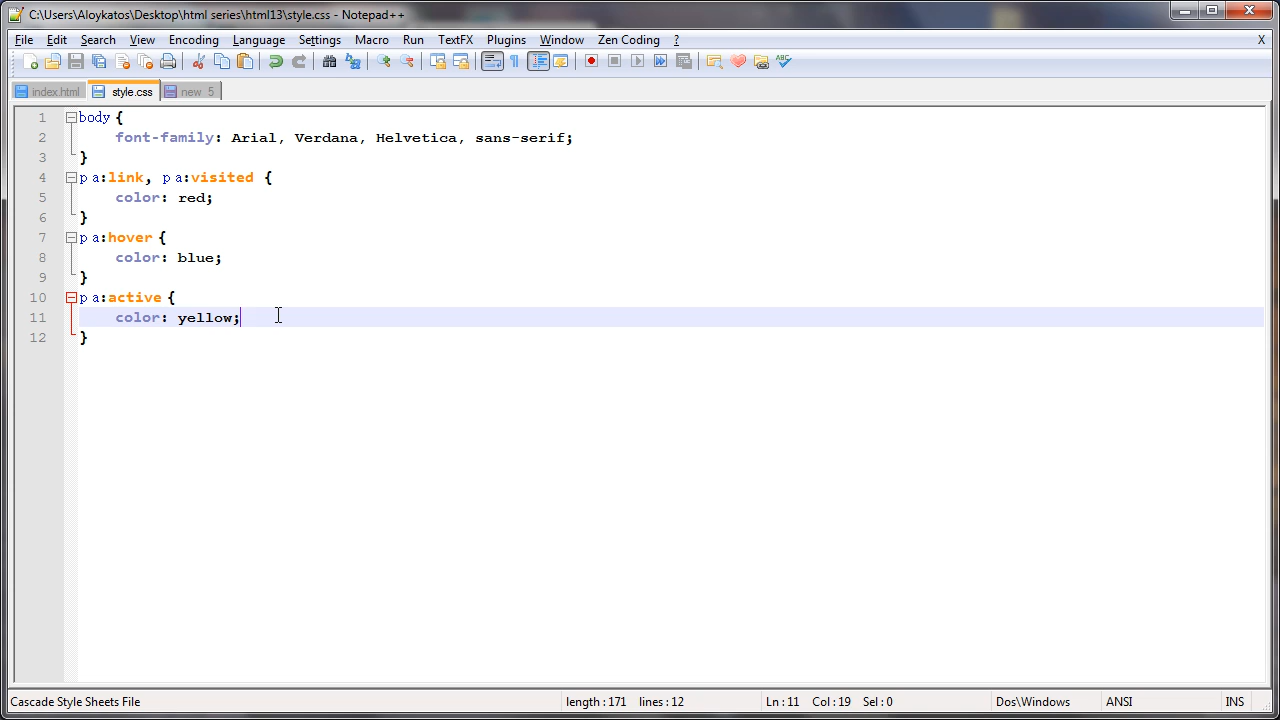 C:\Users\Aloykatos\Desktop\html series\html13\style.css - Notepad++
File Edit Search View Encoding Language Settings Macro Run TextFX Plugins Window Zen Coding ? X
index.html style.css new 5
1 body {
2 font-family: Arial, Verdana, Helvetica, sans-serif;
3 }
4 p a:link, p a:visited {
5 color: red;
6 }
7 p a:hover {
8 color: blue;
9 }
10 p a:active {
11 color: yellow;
12 }
Cascade Style Sheets File length : 171 lines : 12 Ln : 11 Col : 19 Sel : 0 Dos\Windows ANSI INS